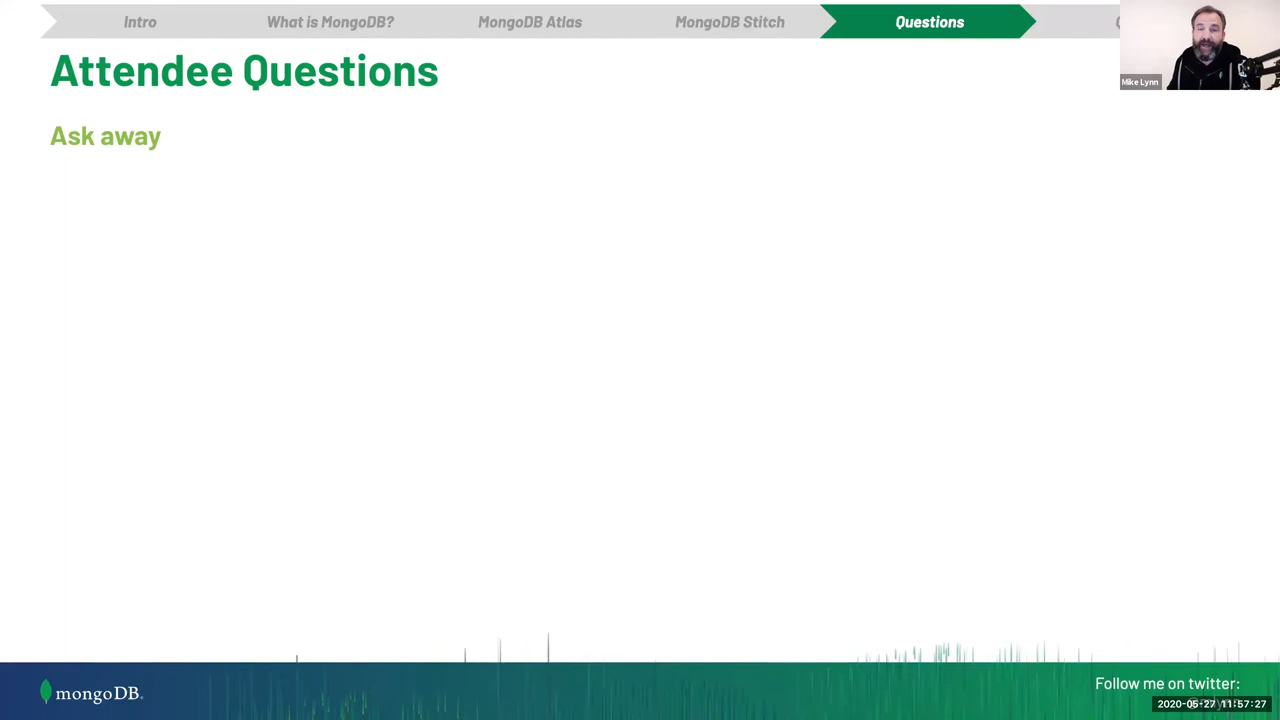 Intro
What is MongoDB?
MongoDB Atlas
MongoDB Stitch
Questions
Mike Lynn
Attendee Questions
Ask away
mongoDB.
Follow me on twitter:
2020-05-27 11:57:27